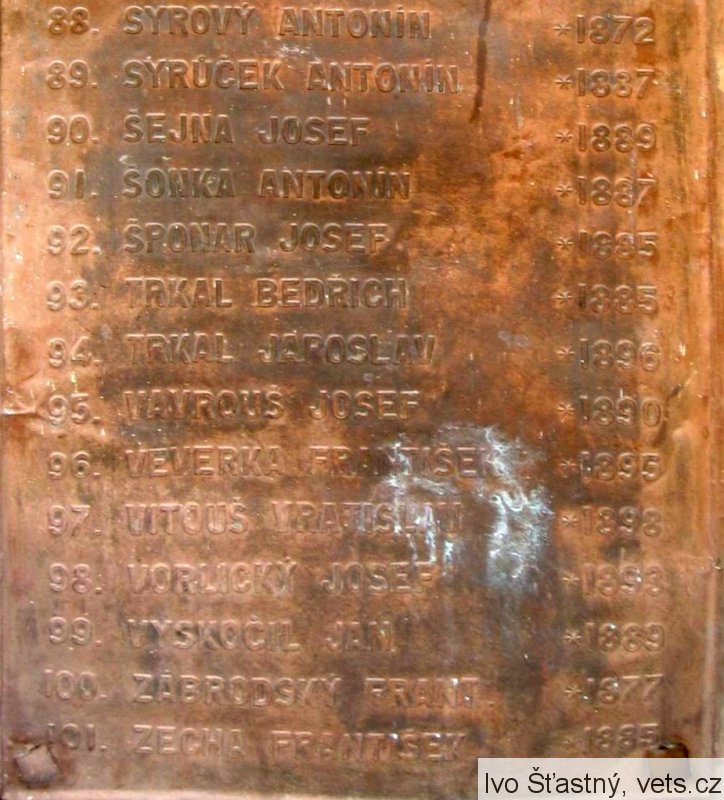 88. SYROVÝ ANTONÍN *1872
89. SYRŮČEK ANTONÍN *1887
90. ŠEJNA JOSEF *1889
91. ŠONKA ANTONÍN *1887
92. ŠPONAR JOSEF *1885
93. TRKAL BEDŘICH *1885
94. TRKAL JAROSLAV *1896
95. VAVROUŠ JOSEF *1890
96. VEVERKA FRANTIŠEK *1895
97. VITOUŠ VRATISLAV *1898
98. VORLICKÝ JOSEF *1893
99. VYSKOČIL JAN *1889
100. ZÁBRODSKÝ FRANT. *1877
101. ZECHA FRANTIŠEK *1885
Ivo Šťastný, vets.cz